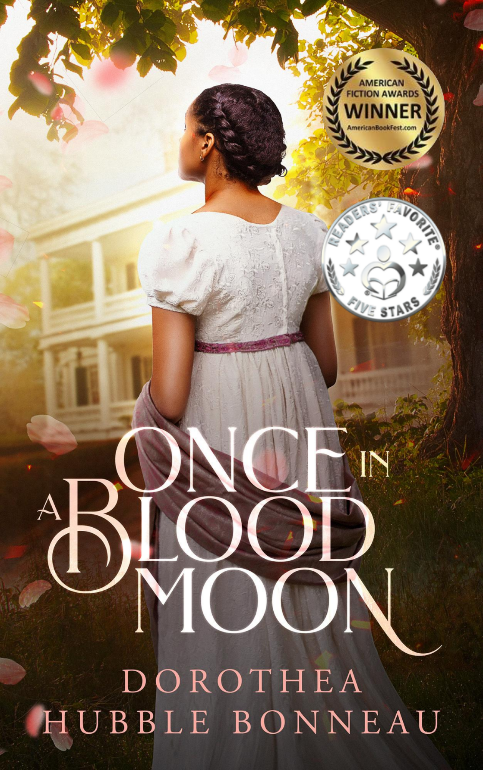 AMERICAN
FICTION AWARDS
WINNER
AmericanBookFest.com
READERS' FAVORITE®
FIVE STARS
ONCE IN
A BLOOD
MOON
DOROTHEA
HUBBLE BONNEAU